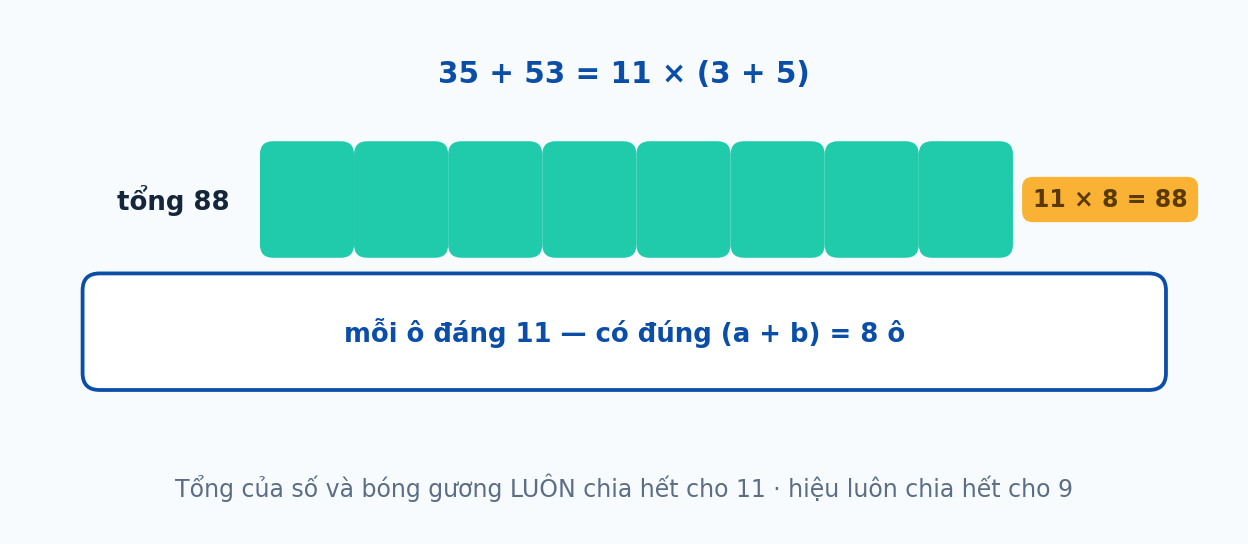 35 + 53 = 11 × (3 + 5)
tổng 88
11 × 8 = 88
mỗi ô đáng 11 — có đúng (a + b) = 8 ô
Tổng của số và bóng gương LUÔN chia hết cho 11 · hiệu luôn chia hết cho 9